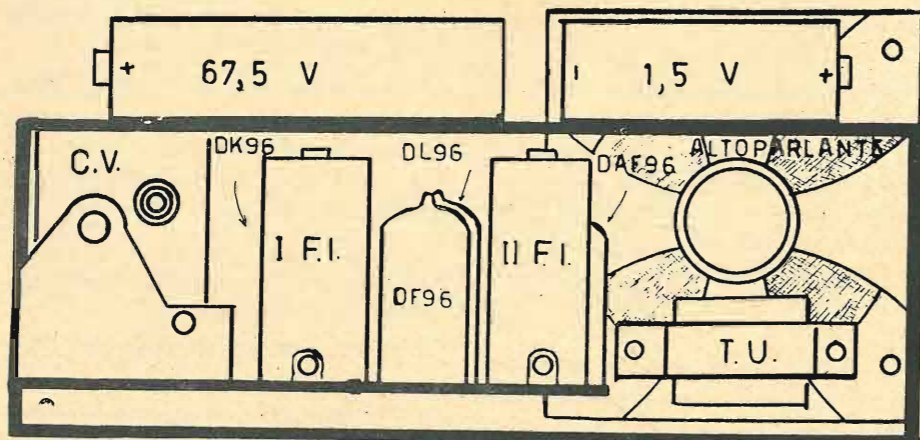 + 67,5 V
- 1,5 V +
C.V.
DK96
DL96
DAF96
ALTOPARLANTE
I F.I.
DF96
II F.I.
T.U.